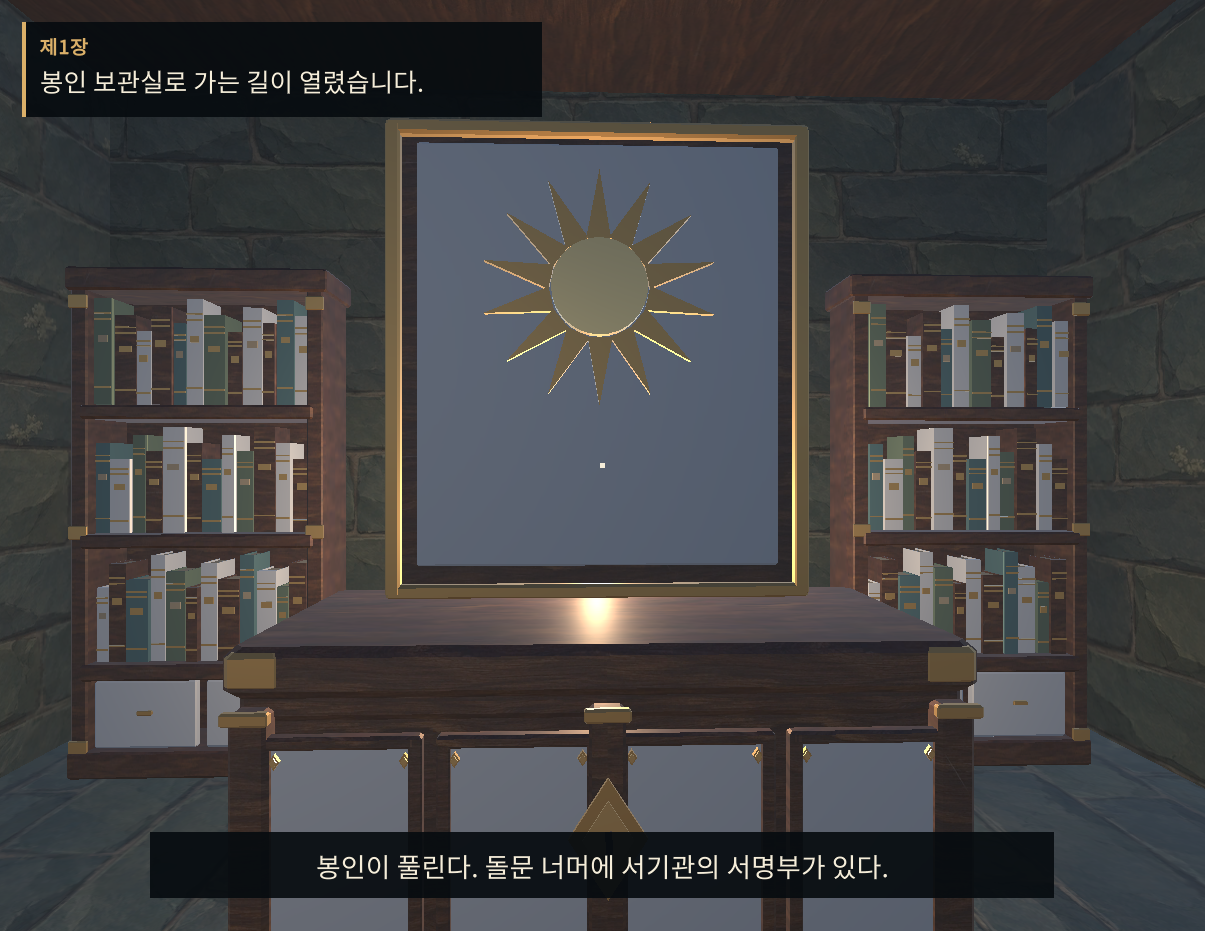 제1장
봉인 보관실로 가는 길이 열렸습니다.
봉인이 풀린다. 돌문 너머에 서기관의 서명부가 있다.